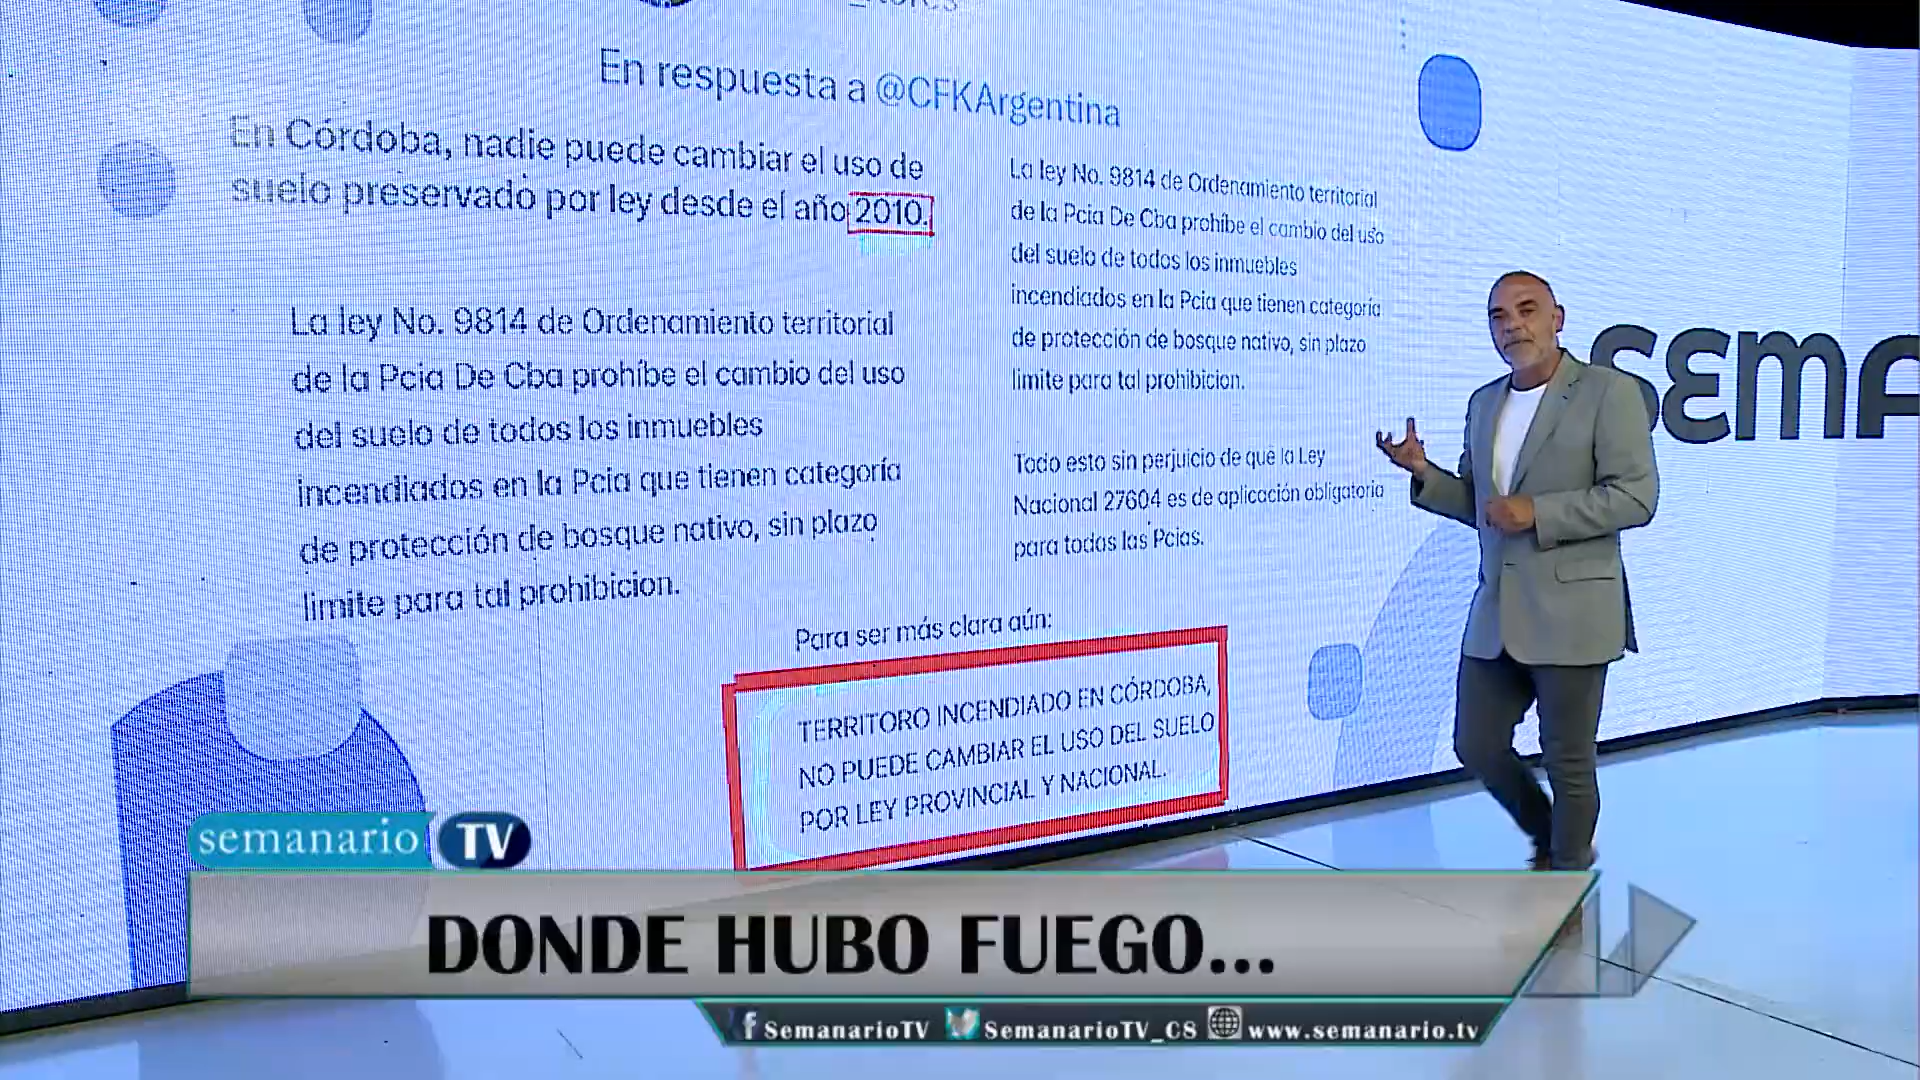 En respuesta a @CFKArgentina
En Córdoba, nadie puede cambiar el uso de
suelo preservado por ley desde el año 2010.
La ley No. 9814 de Ordenamiento territorial
de la Pcia De Cba prohíbe el cambio del uso
del suelo de todos los inmuebles
incendiados en la Pcia que tienen categoría
de protección de bosque nativo, sin plazo
limite para tal prohibicion.
La ley No. 9814 de Ordenamiento territorial
de la Pcia De Cba prohíbe el cambio del uso
del suelo de todos los inmuebles
incendiados en la Pcia que tienen categoría
de protección de bosque nativo, sin plazo
limite para tal prohibicion.
Todo esto sin perjuicio de que la Ley
Nacional 27604 es de aplicación obligatoria
para todas las Pcias.
Para ser más clara aún:
TERRITORO INCENDIADO EN CÓRDOBA,
NO PUEDE CAMBIAR EL USO DEL SUELO
POR LEY PROVINCIAL Y NACIONAL.
SEMA
semanario TV
DONDE HUBO FUEGO...
SemanarioTV SemanarioTV_CS www.semanario.tv